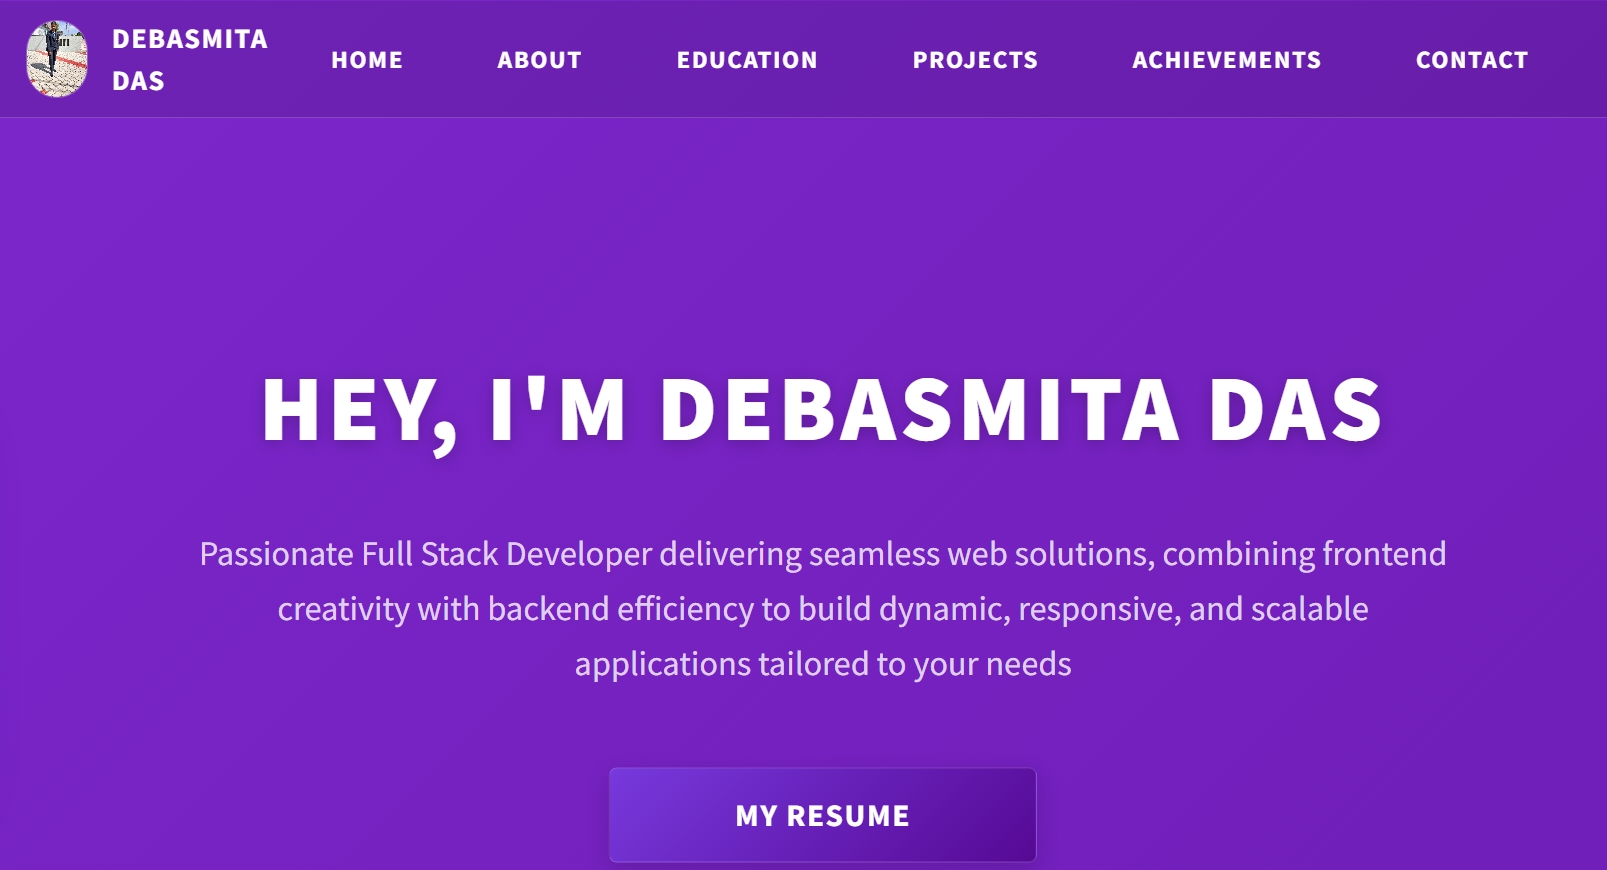 DEBASMITA
DAS
HOME
ABOUT
EDUCATION
PROJECTS
ACHIEVEMENTS
CONTACT
HEY, I'M DEBASMITA DAS
Passionate Full Stack Developer delivering seamless web solutions, combining frontend
creativity with backend efficiency to build dynamic, responsive, and scalable
applications tailored to your needs
MY RESUME